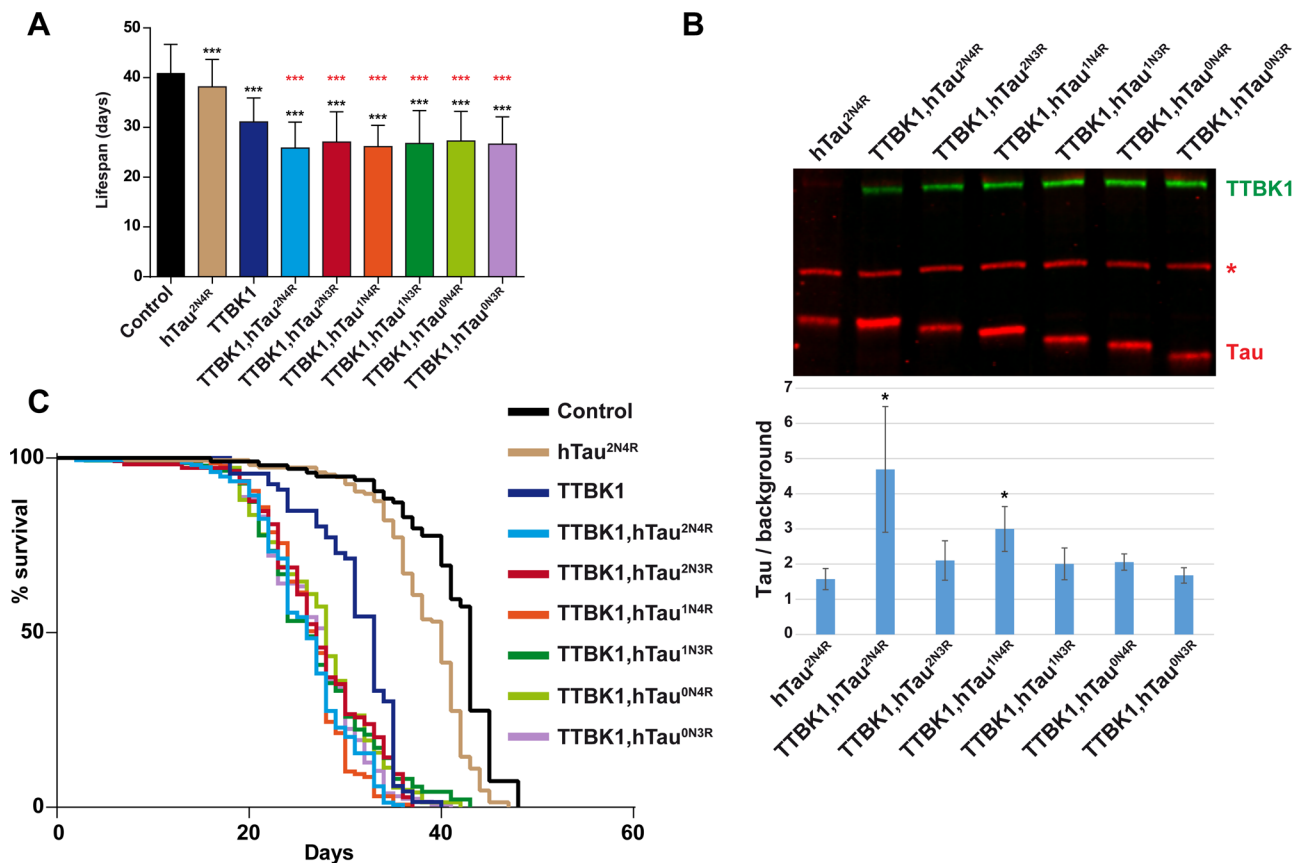 A
50
40
30
20
10
0
Lifespan (days)
***
***
***
***
***
***
***
***
***
***
***
***
***
***
Control
hTau2N4R
TTBK1
TTBK1,hTau2N4R
TTBK1,hTau2N3R
TTBK1,hTau1N4R
TTBK1,hTau1N3R
TTBK1,hTau0N4R
TTBK1,hTau0N3R
B
hTau2N4R
TTBK1,hTau2N4R
TTBK1,hTau2N3R
TTBK1,hTau1N4R
TTBK1,hTau1N3R
TTBK1,hTau0N4R
TTBK1,hTau0N3R
TTBK1
*
Tau
7
6
5
4
3
2
1
0
Tau / background
*
*
hTau2N4R
TTBK1,hTau2N4R
TTBK1,hTau2N3R
TTBK1,hTau1N4R
TTBK1,hTau1N3R
TTBK1,hTau0N4R
TTBK1,hTau0N3R
C
100
50
0
% survival
0
20
40
60
Days
Control
hTau2N4R
TTBK1
TTBK1,hTau2N4R
TTBK1,hTau2N3R
TTBK1,hTau1N4R
TTBK1,hTau1N3R
TTBK1,hTau0N4R
TTBK1,hTau0N3R